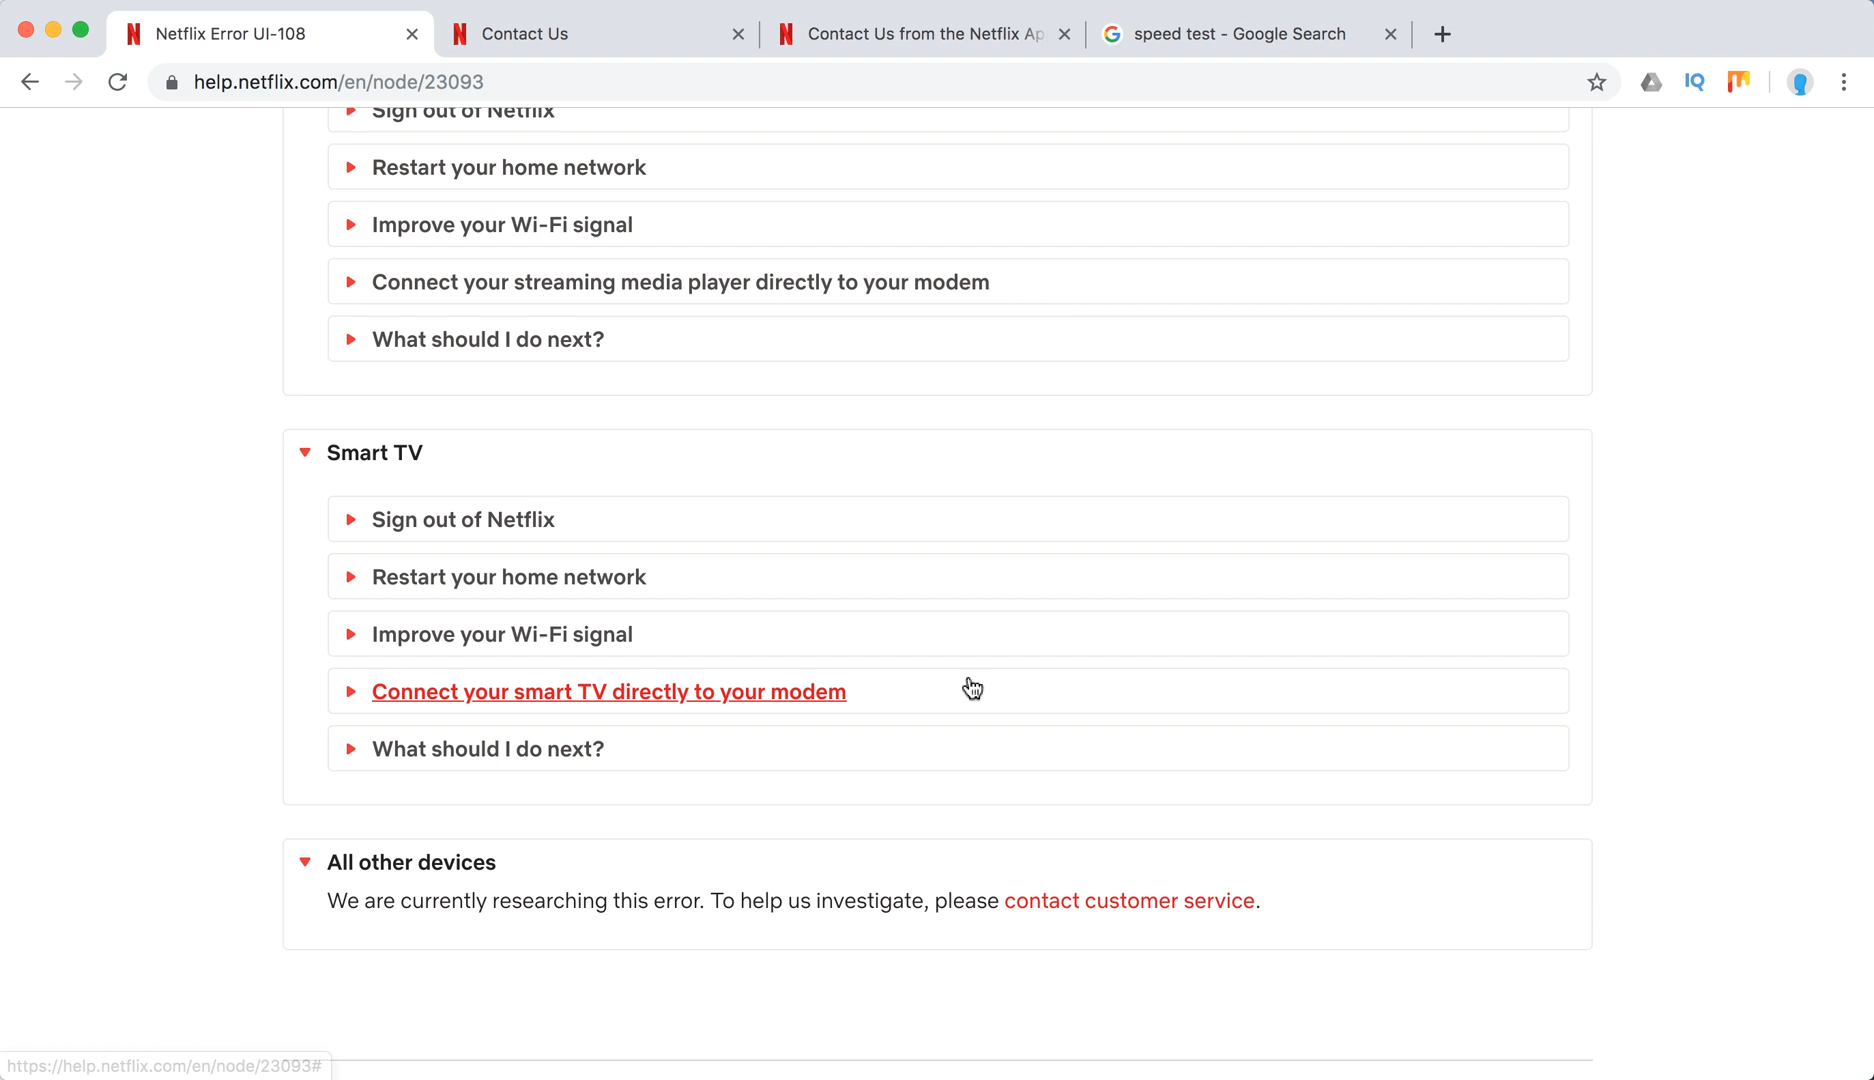 Netflix Error UI-108
Contact Us
Contact Us from the Netflix Ap
speed test - Google Search
help.netflix.com/en/node/23093
IQ
Sign out of Netflix
Restart your home network
Improve your Wi-Fi signal
Connect your streaming media player directly to your modem
What should I do next?
Smart TV
Sign out of Netflix
Restart your home network
Improve your Wi-Fi signal
Connect your smart TV directly to your modem
What should I do next?
All other devices
We are currently researching this error. To help us investigate, please contact customer service.
https://help.netflix.com/en/node/23093#